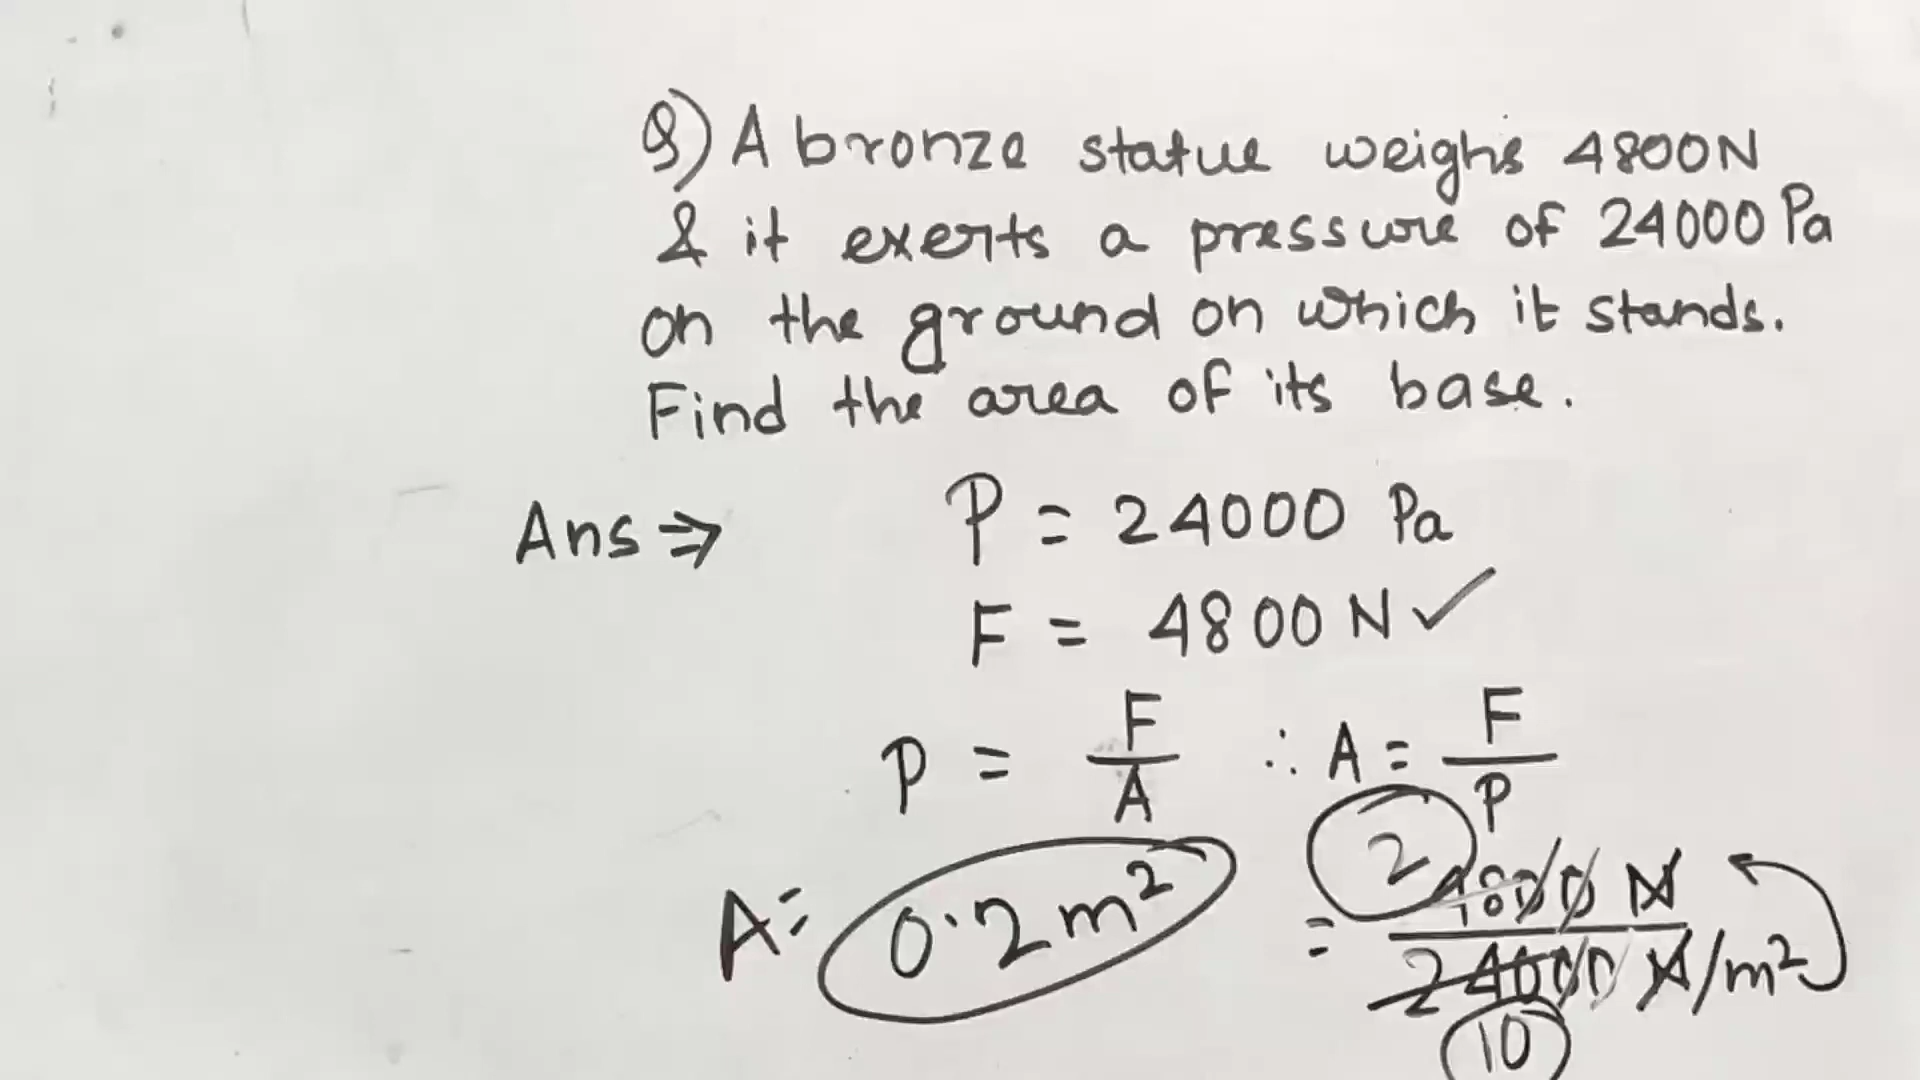 Q) A bronze statue weighs 4800N
& it exerts a pressure of 24000 Pa
on the ground on which it stands.
Find the area of its base.
Ans ⇒ P = 24000 Pa
F = 4800 N ✓
P = F/A ∴ A = F/P
A = 0.2 m² = 2 4800 N / 24000 N/m² 10